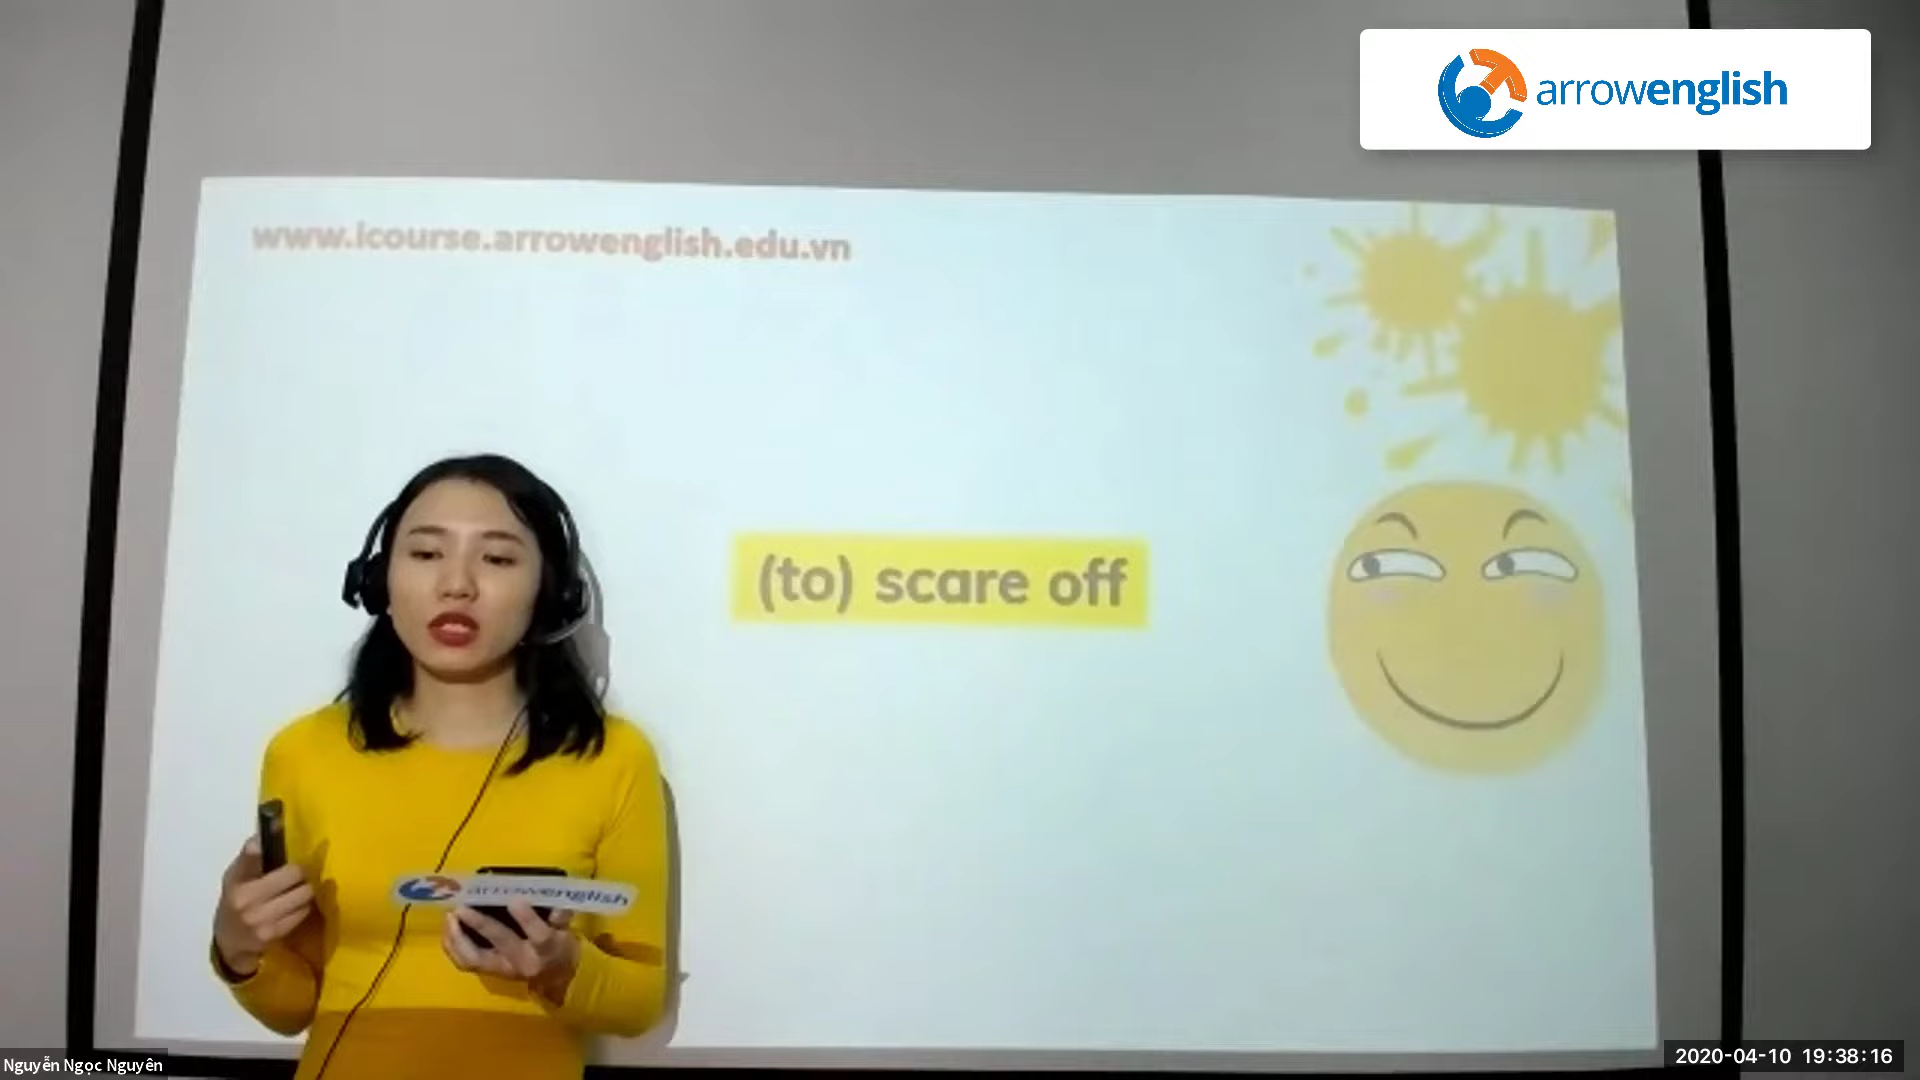 arrowenglish
www.icourse.arrowenglish.edu.vn
(to) scare off
arrowenglish
Nguyễn Ngọc Nguyên
2020-04-10 19:38:16